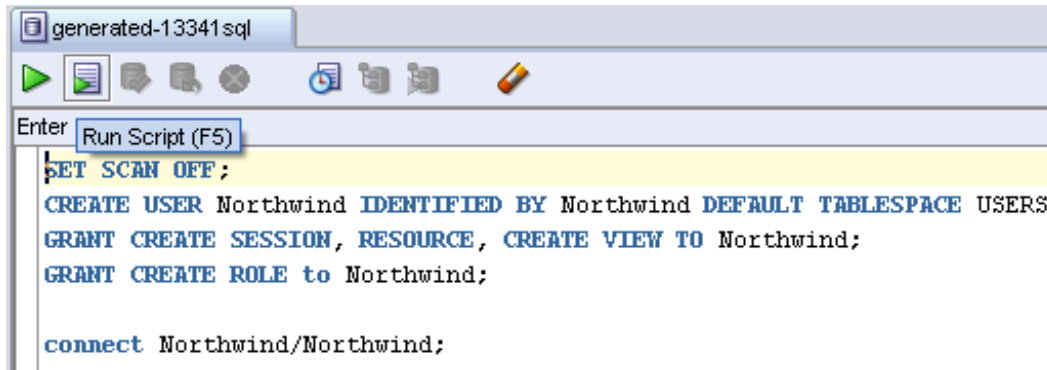 generated-13341sql
Enter
Run Script (F5)
SET SCAN OFF;
CREATE USER Northwind IDENTIFIED BY Northwind DEFAULT TABLESPACE USERS
GRANT CREATE SESSION, RESOURCE, CREATE VIEW TO Northwind;
GRANT CREATE ROLE to Northwind;
connect Northwind/Northwind;